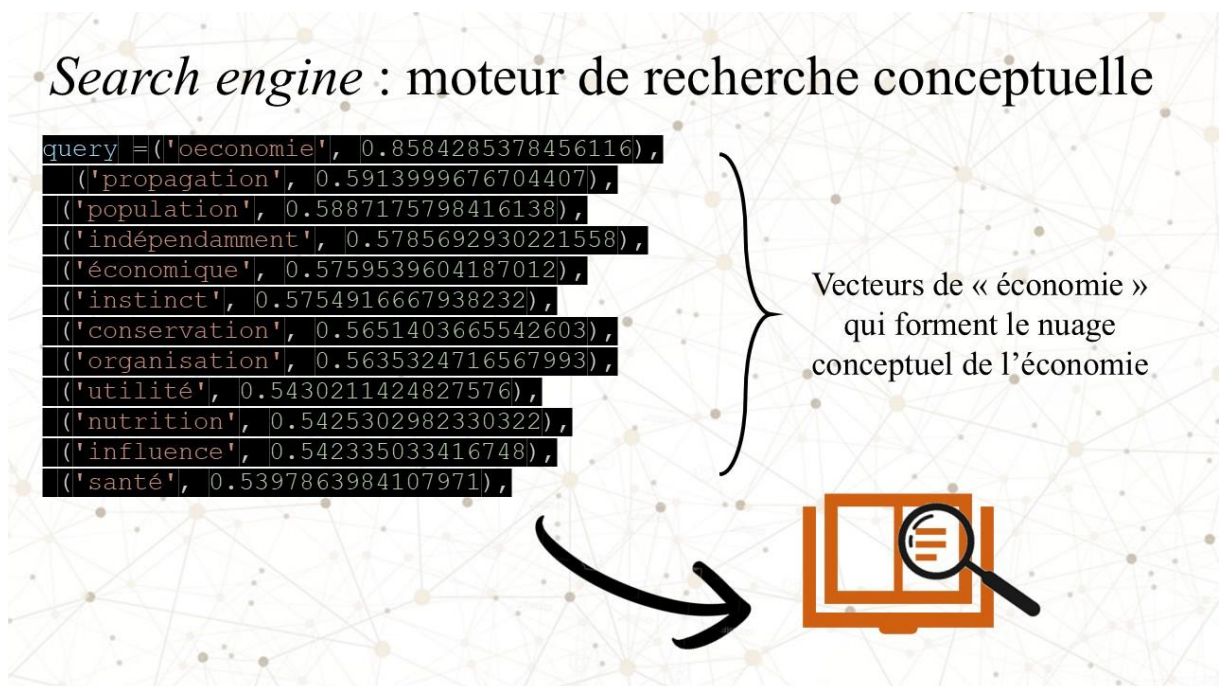 Search engine : moteur de recherche conceptuelle
query =('oeconomie', 0.8584285378456116),
('propagation', 0.5913999676704407),
('population', 0.5887175798416138),
('indépendamment', 0.5785692930221558),
('économique', 0.5759539604187012),
('instinct', 0.5754916667938232),
('conservation', 0.5651403665542603),
('organisation', 0.5635324716567993),
('utilité', 0.5430211424827576),
('nutrition', 0.5425302982330322),
('influence', 0.542335033416748),
('santé', 0.5397863984107971),
Vecteurs de « économie »
qui forment le nuage
conceptuel de l’économie